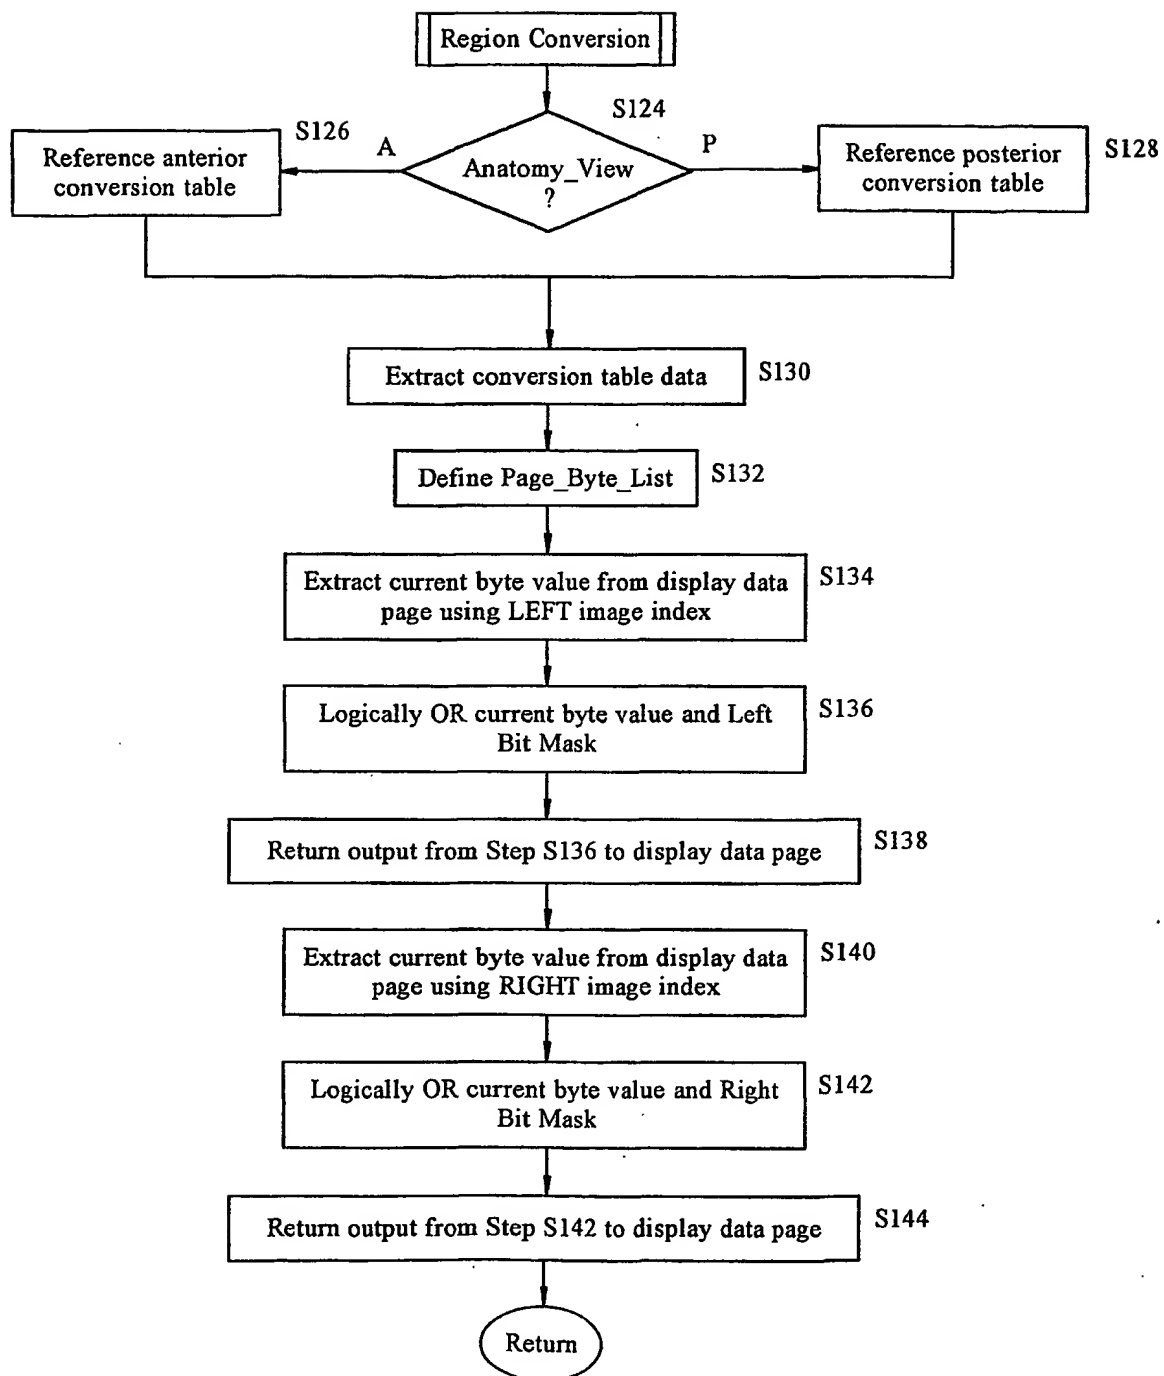 Region Conversion
S124
S126
A
P
Anatomy_View
?
Reference anterior
conversion table
Reference posterior
conversion table
S128
Extract conversion table data
S130
Define Page_Byte_List
S132
Extract current byte value from display data
page using LEFT image index
S134
Logically OR current byte value and Left
Bit Mask
S136
Return output from Step S136 to display data page
S138
Extract current byte value from display data
page using RIGHT image index
S140
Logically OR current byte value and Right
Bit Mask
S142
Return output from Step S142 to display data page
S144
Return